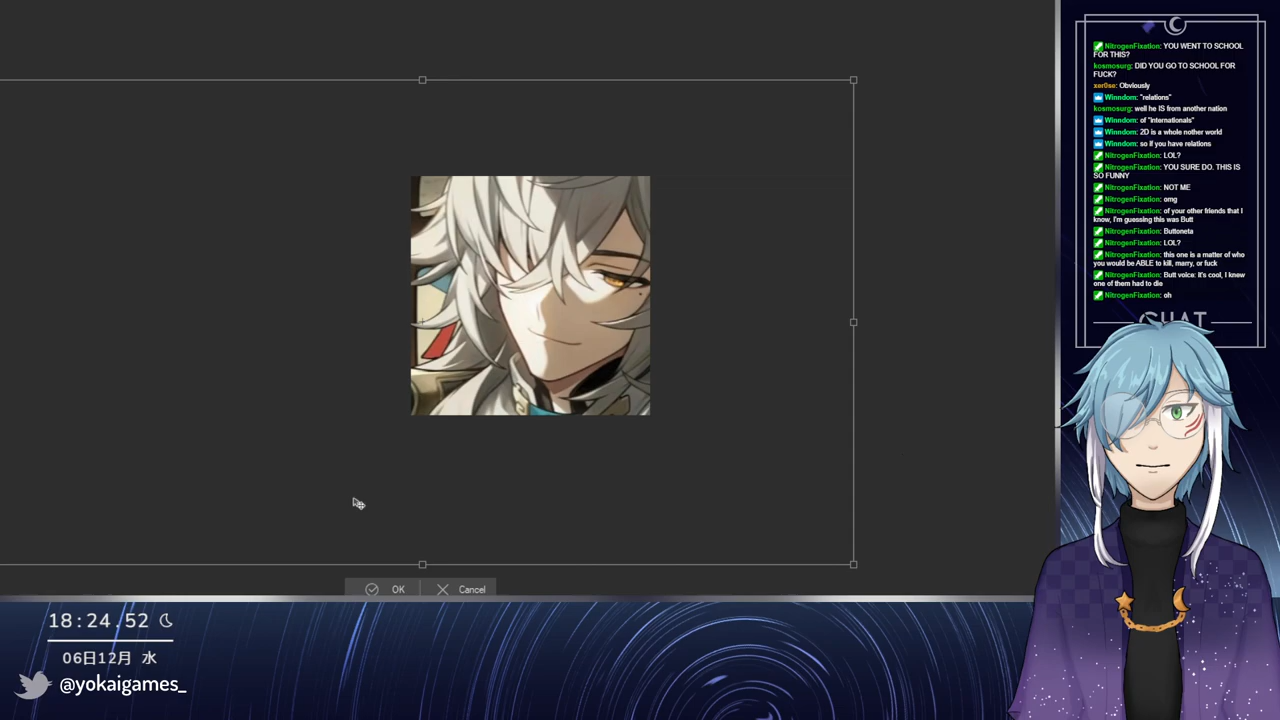 NitrogenFixation: YOU WENT TO SCHOOL
FOR THIS?
kosmosurg: DID YOU GO TO SCHOOL FOR
FUCK?
xer0se: Obviously
Winndom: "relations"
kosmosurg: well he IS from another nation
Winndom: of "internationals"
Winndom: 2D is a whole nother world
Winndom: so if you have relations
NitrogenFixation: LOL?
NitrogenFixation: YOU SURE DO. THIS IS
SO FUNNY
NitrogenFixation: NOT ME
NitrogenFixation: omg
NitrogenFixation: of your other friends that I
know, I'm guessing this was Butt
NitrogenFixation: Buttoneta
NitrogenFixation: LOL?
NitrogenFixation: this one is a matter of who
you would be ABLE to kill, marry, or fuck
NitrogenFixation: Butt voice: it's cool, I knew
one of them had to die
NitrogenFixation: oh
CHAT
OK
Cancel
18:24.52
06日12月 水
@yokaigames_